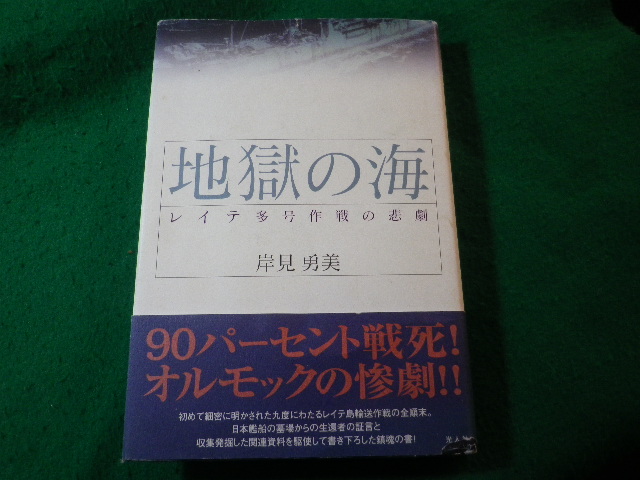 地獄の海
レイテ多号作戦の悲劇
岸見勇美
90パーセント戦死!
オルモックの惨劇!!
初めて細密に明かされた九度にわたるレイテ島輸送作戦の全顛末。
日本艦船の墓場からの生還者の証言と
収集発掘した関連資料を駆使して書き下ろした鎮魂の書!
光人